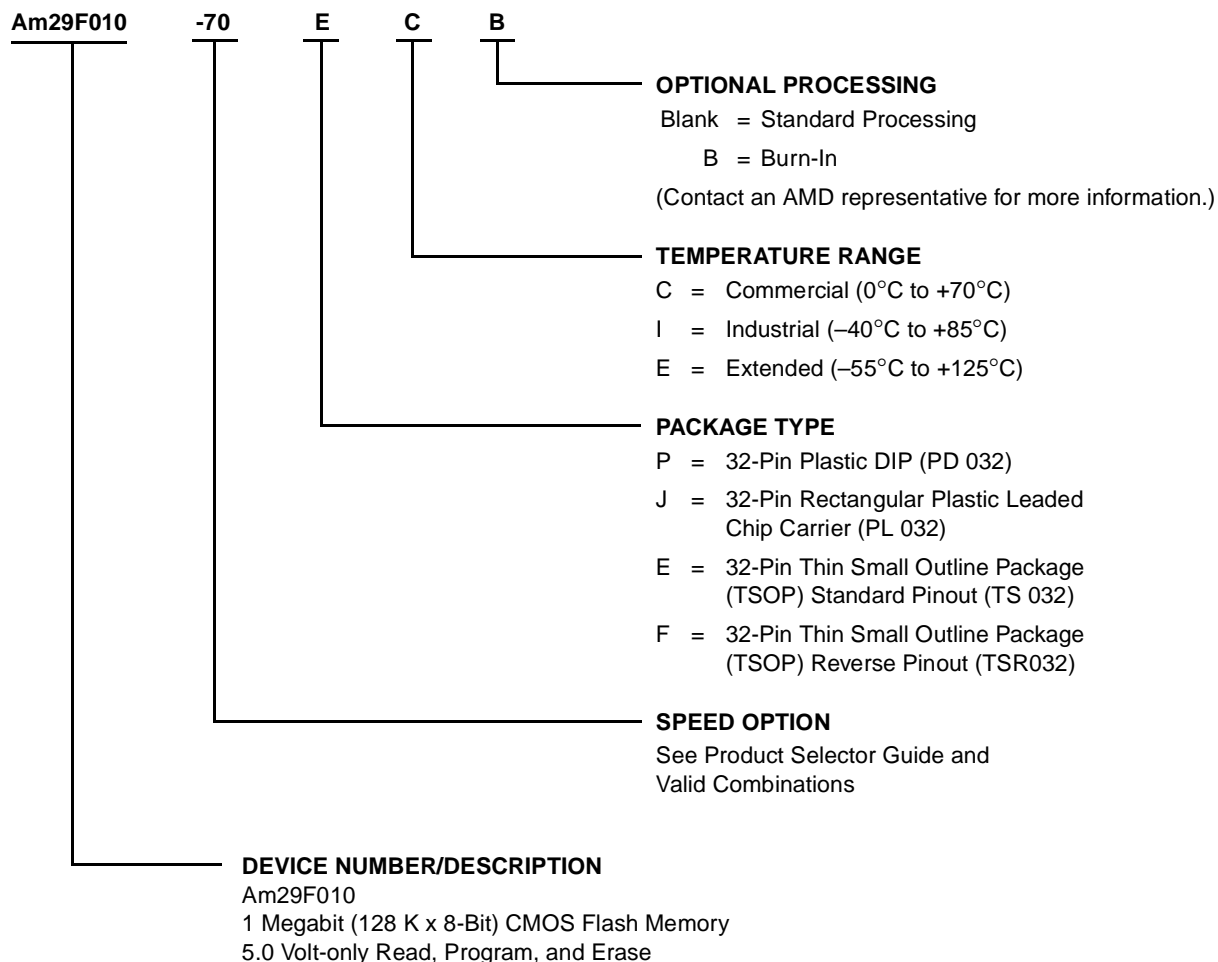 Am29F010 -70 E C B
OPTIONAL PROCESSING
Blank = Standard Processing
B = Burn-In
(Contact an AMD representative for more information.)
TEMPERATURE RANGE
C = Commercial (0°C to +70°C)
I = Industrial (–40°C to +85°C)
E = Extended (–55°C to +125°C)
PACKAGE TYPE
P = 32-Pin Plastic DIP (PD 032)
J = 32-Pin Rectangular Plastic Leaded
Chip Carrier (PL 032)
E = 32-Pin Thin Small Outline Package
(TSOP) Standard Pinout (TS 032)
F = 32-Pin Thin Small Outline Package
(TSOP) Reverse Pinout (TSR032)
SPEED OPTION
See Product Selector Guide and
Valid Combinations
DEVICE NUMBER/DESCRIPTION
Am29F010
1 Megabit (128 K x 8-Bit) CMOS Flash Memory
5.0 Volt-only Read, Program, and Erase